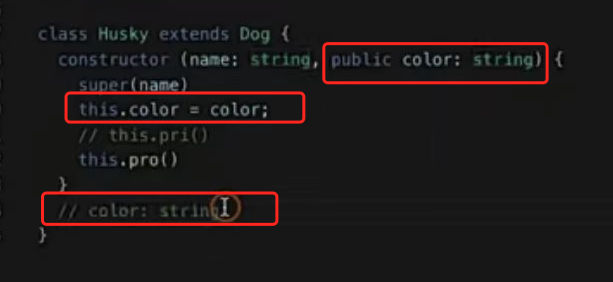 class Husky extends Dog {
constructor (name: string, public color: string) {
super(name)
this.color = color;
// this.pri()
this.pro()
}
// color: string
}